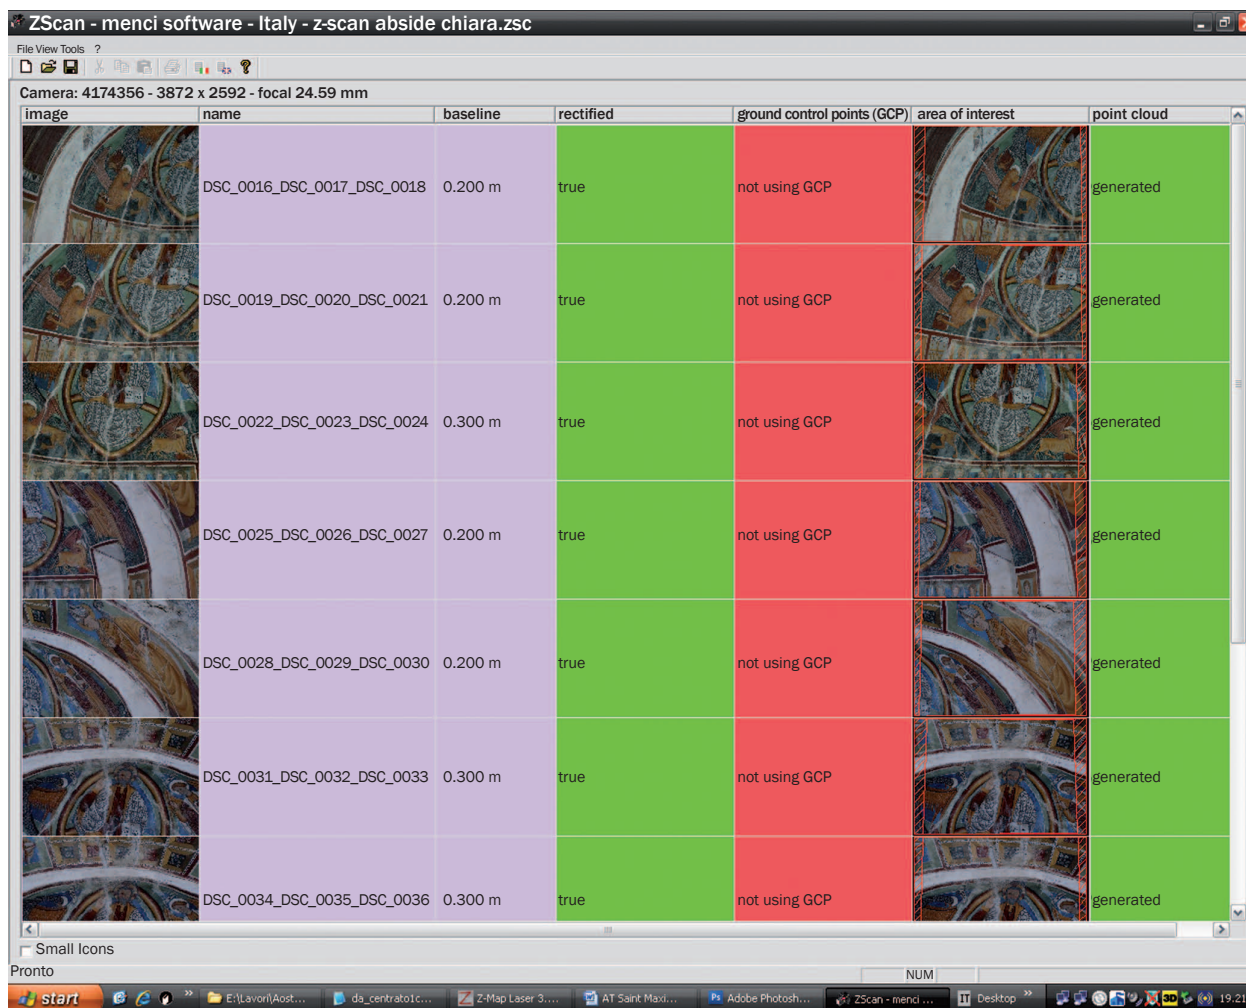 ZScan - menci software - Italy - z-scan abside chiara.zsc
File View Tools ?
Camera: 4174356 - 3872 x 2592 - focal 24.59 mm
image name baseline rectified ground control points (GCP) area of interest point cloud
DSC_0016_DSC_0017_DSC_0018 0.200 m true not using GCP generated
DSC_0019_DSC_0020_DSC_0021 0.200 m true not using GCP generated
DSC_0022_DSC_0023_DSC_0024 0.300 m true not using GCP generated
DSC_0025_DSC_0026_DSC_0027 0.200 m true not using GCP generated
DSC_0028_DSC_0029_DSC_0030 0.200 m true not using GCP generated
DSC_0031_DSC_0032_DSC_0033 0.300 m true not using GCP generated
DSC_0034_DSC_0035_DSC_0036 0.300 m true not using GCP generated
Small Icons
Pronto NUM
start E:\Lavori\Aost... da_centrato1c... Z-Map Laser 3.... AT Saint Maxi... Ps Adobe Photosh... ZScan - menci ... IT Desktop 3D